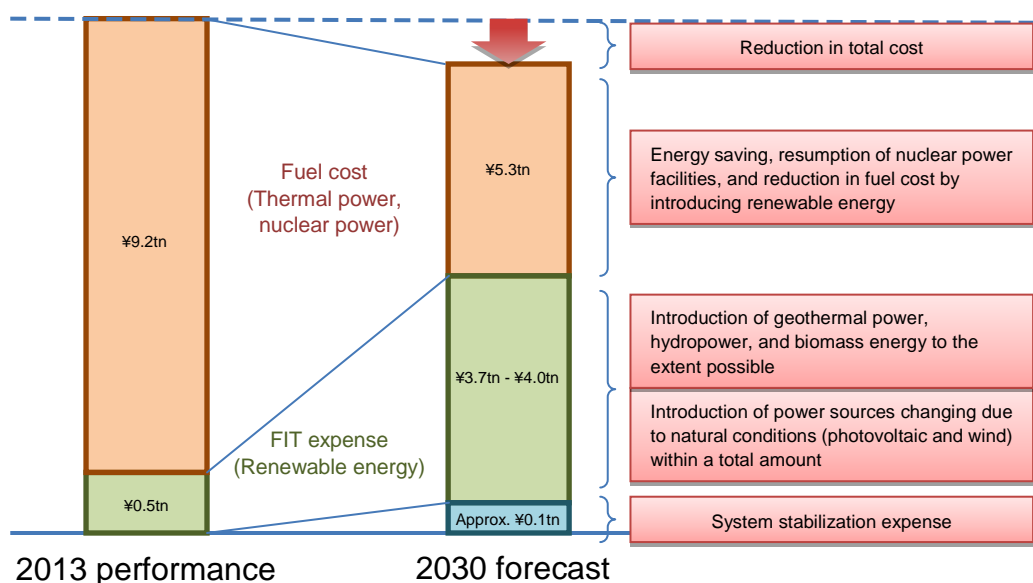 Reduction in total cost
Energy saving, resumption of nuclear power
facilities, and reduction in fuel cost by
introducing renewable energy
Fuel cost
(Thermal power,
nuclear power)
¥5.3tn
¥9.2tn
Introduction of geothermal power,
hydropower, and biomass energy to the
extent possible
¥3.7tn - ¥4.0tn
Introduction of power sources changing due
to natural conditions (photovoltaic and wind)
within a total amount
FIT expense
(Renewable energy)
¥0.5tn
Approx. ¥0.1tn
System stabilization expense
2013 performance
2030 forecast